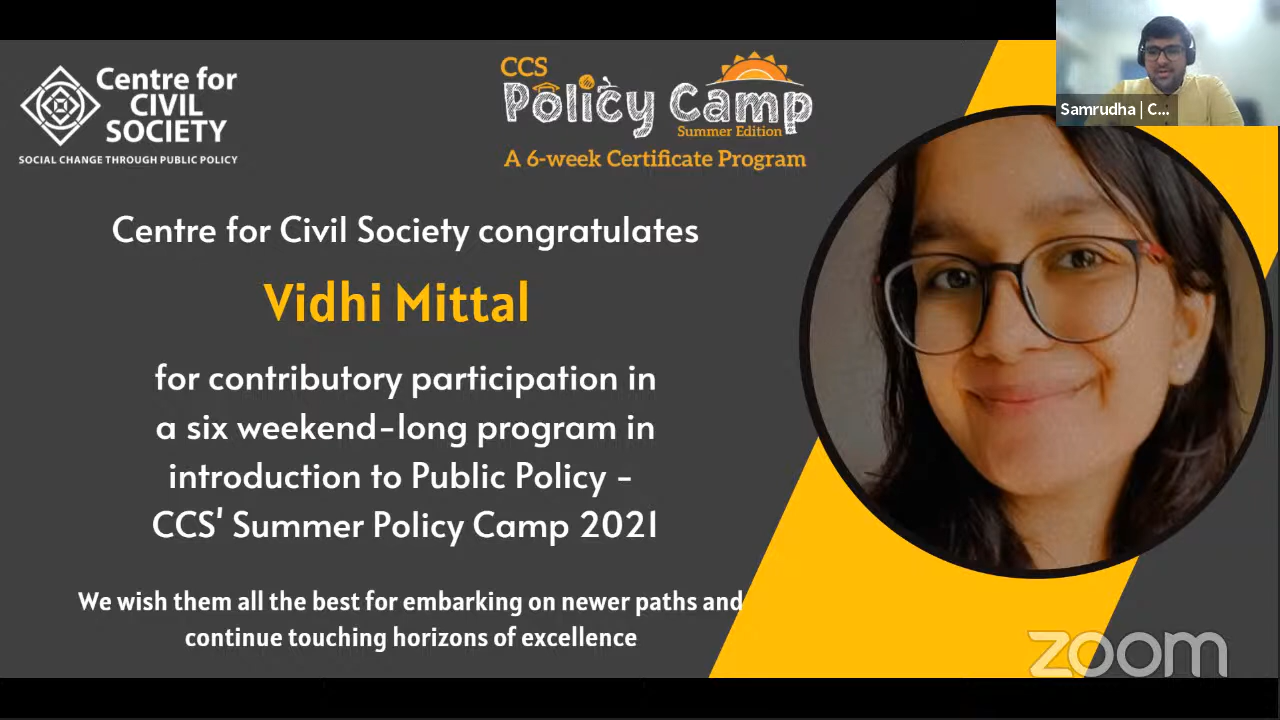 Centre for
CIVIL
SOCIETY
SOCIAL CHANGE THROUGH PUBLIC POLICY
CCS
Policy Camp
Summer Edition
A 6-week Certificate Program
Samrudha | C...
Centre for Civil Society congratulates
Vidhi Mittal
for contributory participation in
a six weekend-long program in
introduction to Public Policy -
CCS' Summer Policy Camp 2021
We wish them all the best for embarking on newer paths and
continue touching horizons of excellence
zoom